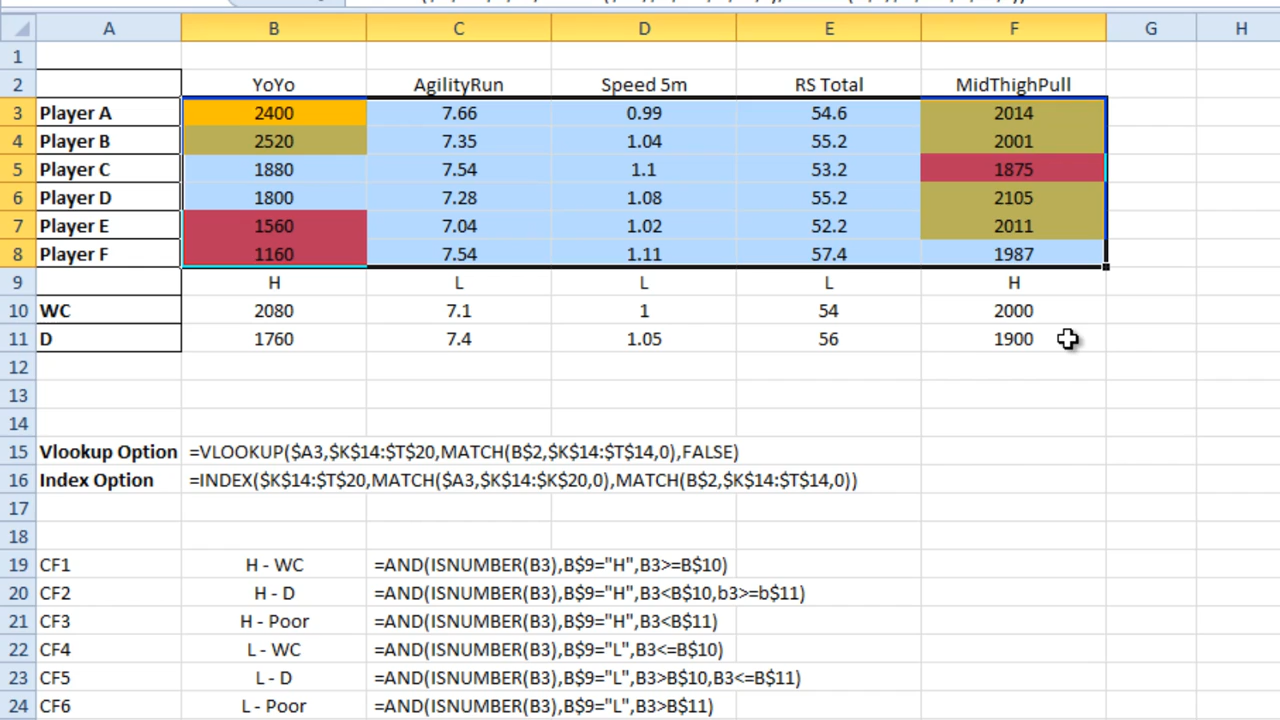 A B C D E F G H
1
2 YoYo AgilityRun Speed 5m RS Total MidThighPull
3 Player A 2400 7.66 0.99 54.6 2014
4 Player B 2520 7.35 1.04 55.2 2001
5 Player C 1880 7.54 1.1 53.2 1875
6 Player D 1800 7.28 1.08 55.2 2105
7 Player E 1560 7.04 1.02 52.2 2011
8 Player F 1160 7.54 1.11 57.4 1987
9 H L L L H
10 WC 2080 7.1 1 54 2000
11 D 1760 7.4 1.05 56 1900
12
13
14
15 Vlookup Option =VLOOKUP($A3,$K$14:$T$20,MATCH(B$2,$K$14:$T$14,0),FALSE)
16 Index Option =INDEX($K$14:$T$20,MATCH($A3,$K$14:$K$20,0),MATCH(B$2,$K$14:$T$14,0))
17
18
19 CF1 H - WC =AND(ISNUMBER(B3),B$9="H",B3>=B$10)
20 CF2 H - D =AND(ISNUMBER(B3),B$9="H",B3<B$10,b3>=b$11)
21 CF3 H - Poor =AND(ISNUMBER(B3),B$9="H",B3<B$11)
22 CF4 L - WC =AND(ISNUMBER(B3),B$9="L",B3<=B$10)
23 CF5 L - D =AND(ISNUMBER(B3),B$9="L",B3>B$10,B3<=B$11)
24 CF6 L - Poor =AND(ISNUMBER(B3),B$9="L",B3>B$11)